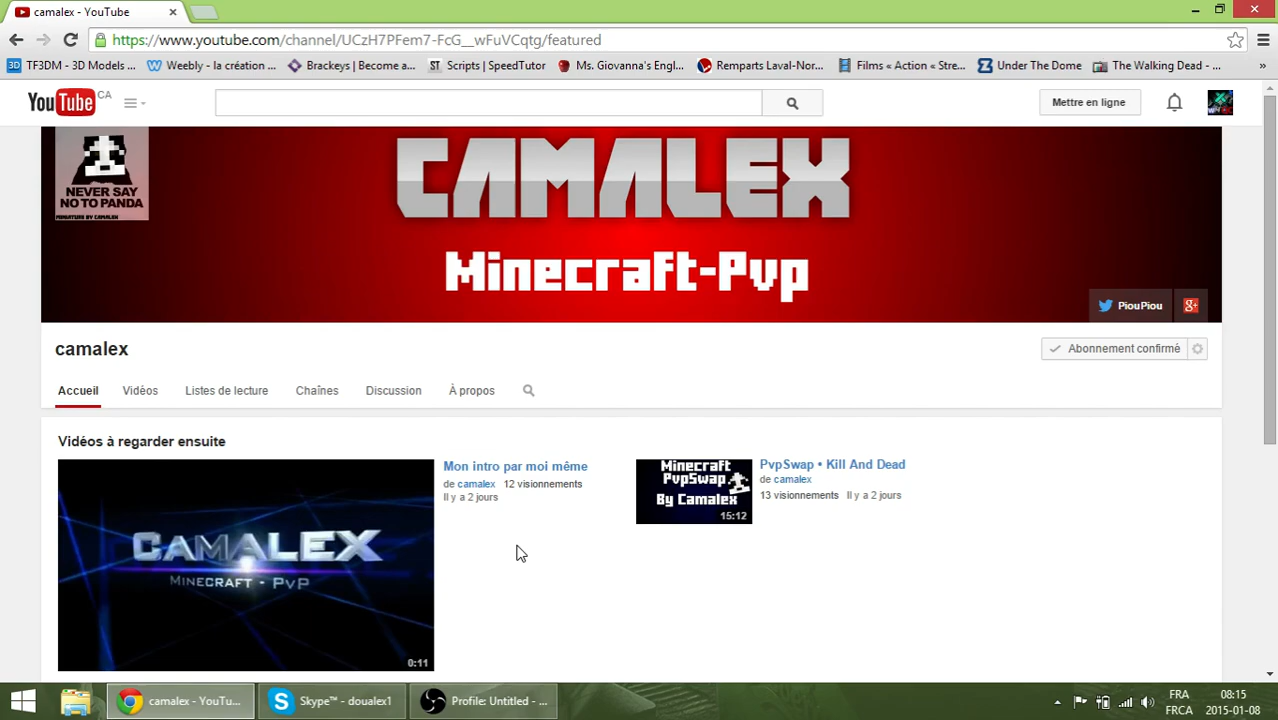 camalex - YouTube
https://www.youtube.com/channel/UCzH7PFem7-FcG__wFuVCqtg/featured
TF3DM - 3D Models ... Weebly - la création ... Brackeys | Become a... Scripts | SpeedTutor Ms. Giovanna's Engl... Remparts Laval-Nor... Films « Action « Stre... Under The Dome The Walking Dead - ...
YouTube CA
Mettre en ligne
NEVER SAY
NO TO PANDA
MINIATURE BY CAMALEX
CAMALEX
Minecraft-Pvp
PiouPiou
camalex
Abonnement confirmé
Accueil Vidéos Listes de lecture Chaînes Discussion À propos
Vidéos à regarder ensuite
CAMALEX
MINECRAFT - PVP
0:11
Mon intro par moi même
de camalex 12 visionnements
Il y a 2 jours
Minecraft
PvpSwap
By Camalex
15:12
PvpSwap • Kill And Dead
de camalex
13 visionnements Il y a 2 jours
camalex - YouTu...
Skype™ - doualex1
Profile: Untitled - ...
FRA
FRCA
08:15
2015-01-08